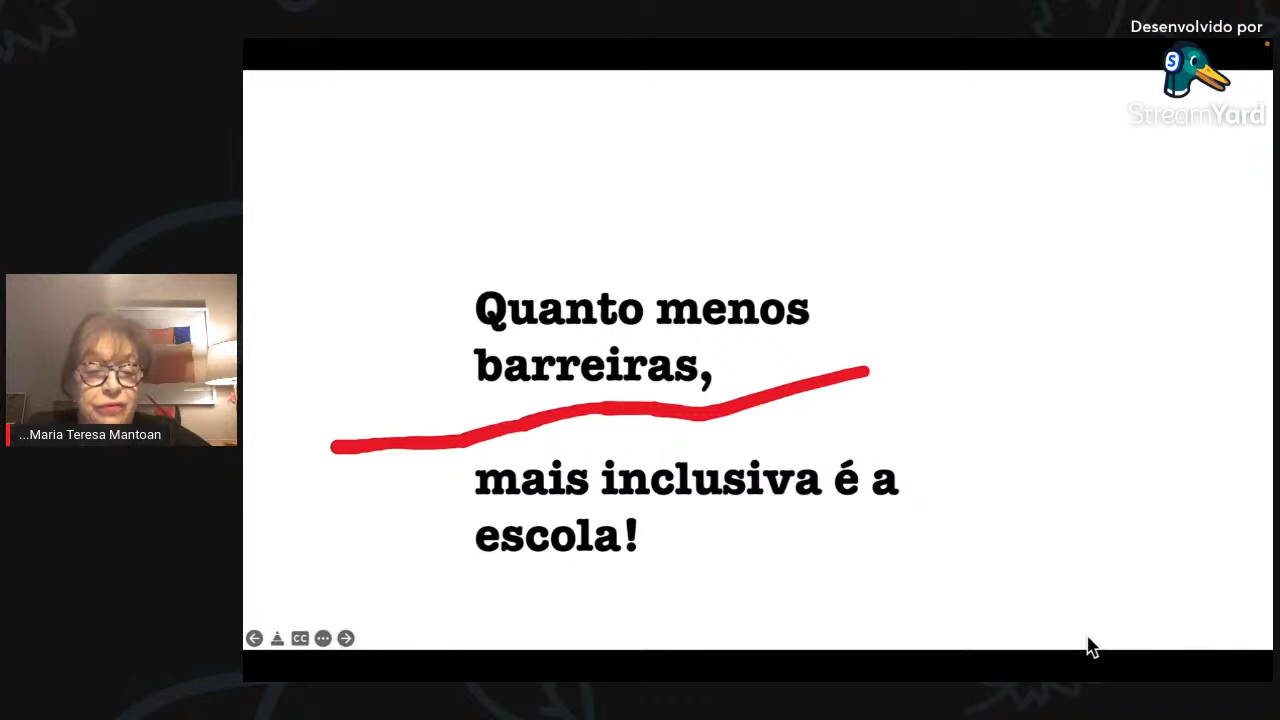 Desenvolvido por
StreamYard
Quanto menos
barreiras,
mais inclusiva é a
escola!
...Maria Teresa Mantoan
CC